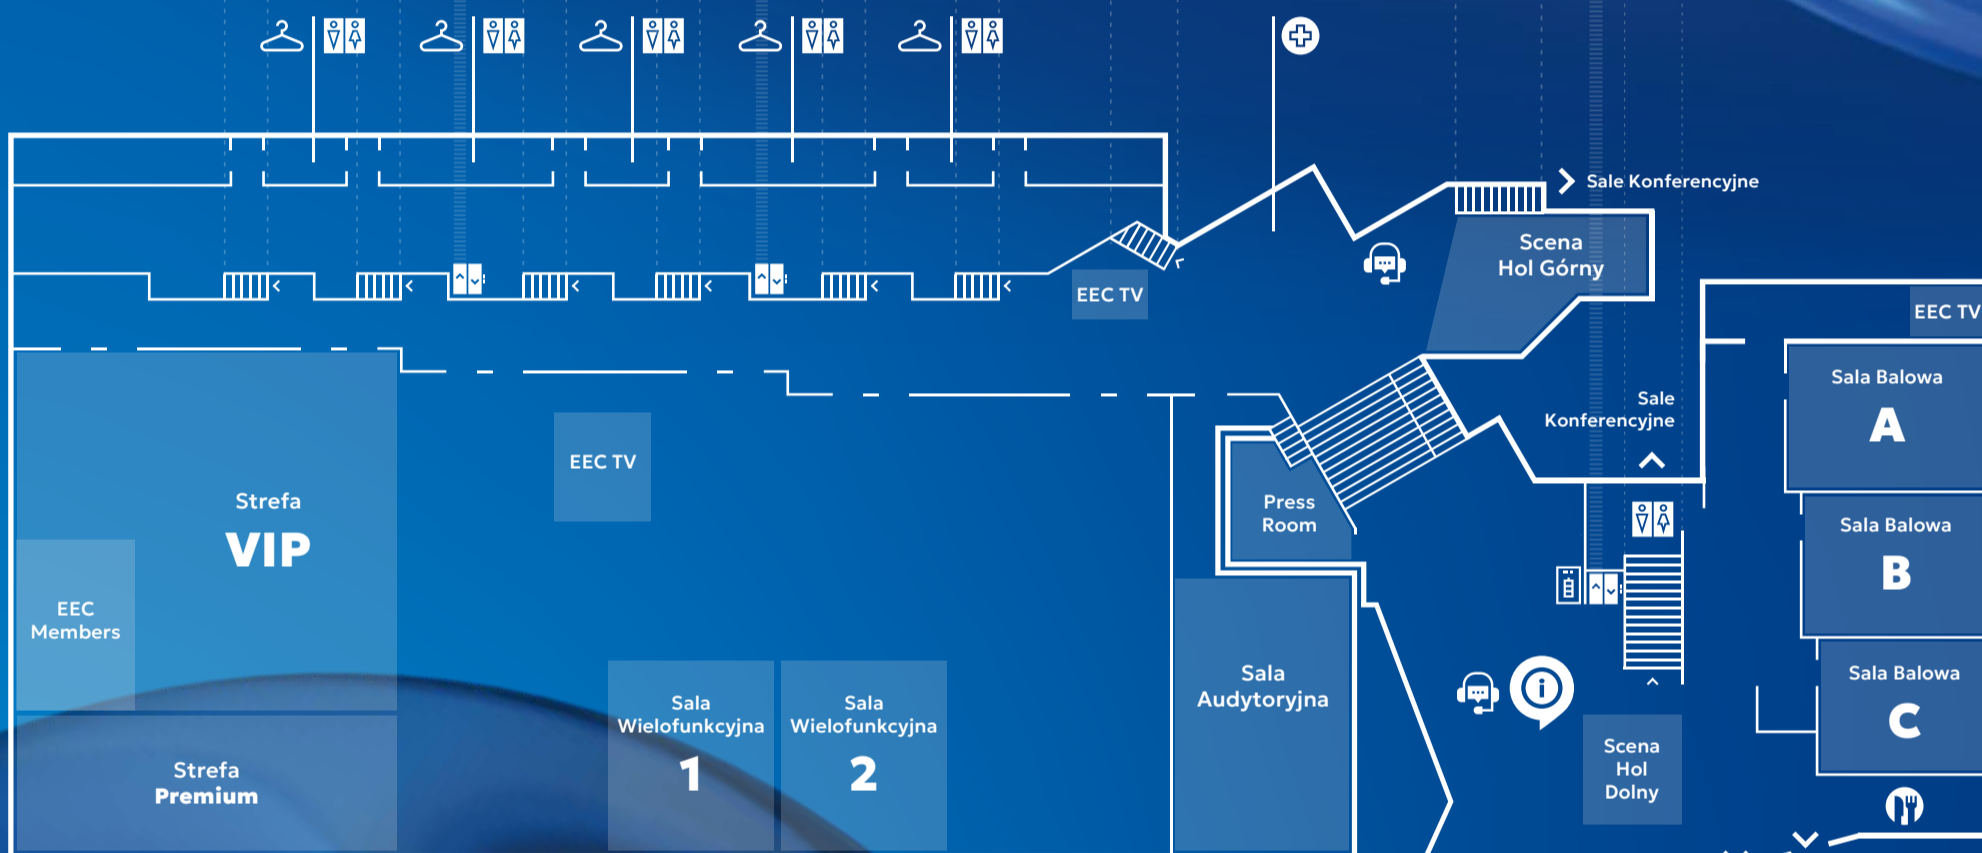 Sale Konferencyjne
Scena
Hol Górny
EEC TV
EEC TV
Sala Balowa
A
Sale
Konferencyjne
EEC TV
Strefa
VIP
Press
Room
Sala Balowa
B
EEC
Members
Sala
Audytoryjna
Sala Balowa
C
Sala
Wielofunkcyjna
1
Sala
Wielofunkcyjna
2
Scena
Hol
Dolny
Strefa
Premium